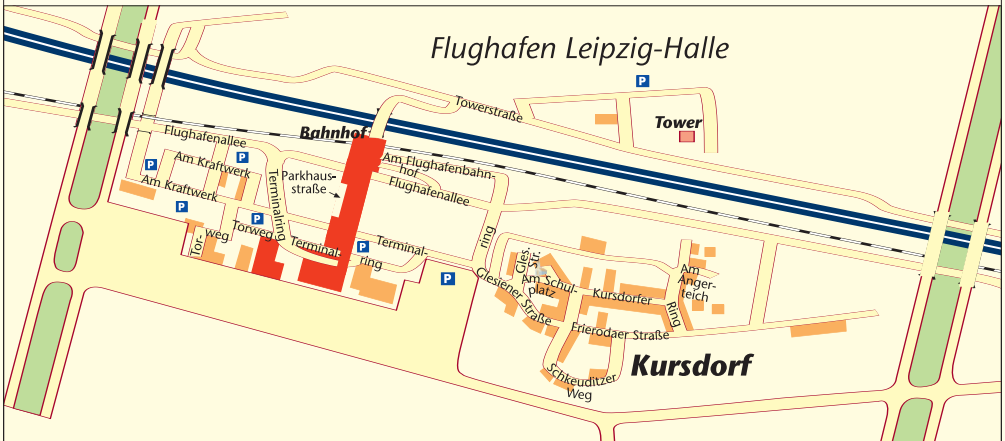 Flughafen Leipzig-Halle
P
Towerstraße
Tower
Bahnhof
Flughafenallee
Am Flughafenbahn-
hof
Flughafenallee
P
P
Am Kraftwerk
Am Kraftwerk
Parkhaus-
straße
Terminalring
P
P
Tor-
weg
Torweg
Terminal-
ring
P
Terminal-
ring
P
Gles.
Str.
Am Schul-
platz
Glesiener Straße
Kursdorfer
Ring
Am
Anger-
teich
Frierodaer Straße
Kursdorf
Schkeuditzer
Weg